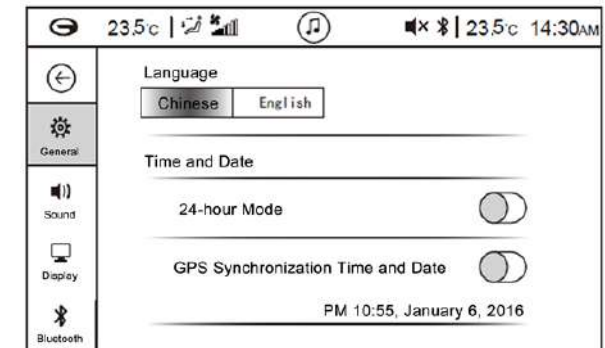 23.5°c 23.5°c 14:30AM
Language
Chinese English
General
Time and Date
Sound
24-hour Mode
Display
GPS Synchronization Time and Date
PM 10:55, January 6, 2016
Bluetooth